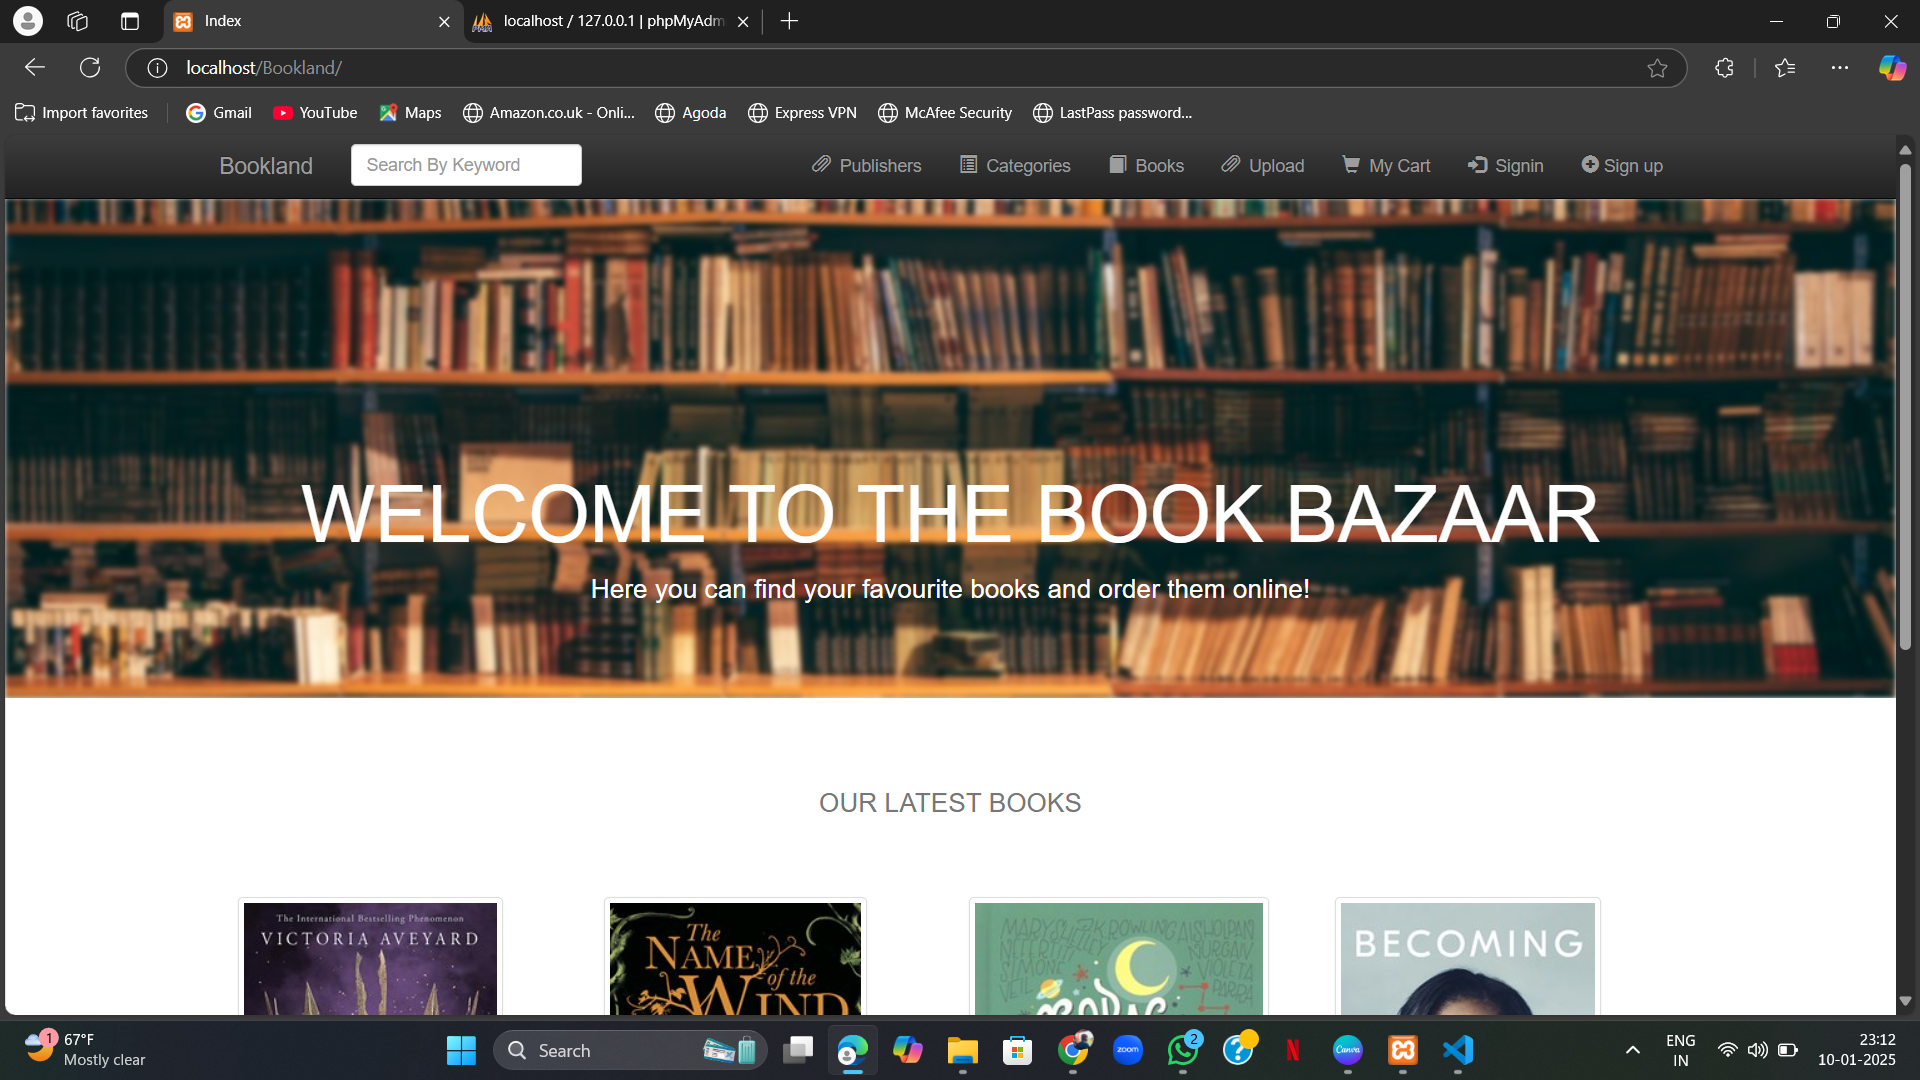 Index
localhost / 127.0.0.1 | phpMyAdm
localhost/Bookland/
Import favorites
Gmail
YouTube
Maps
Amazon.co.uk - Onli...
Agoda
Express VPN
McAfee Security
LastPass password...
Bookland
Search By Keyword
Publishers
Categories
Books
Upload
My Cart
Signin
Sign up
WELCOME TO THE BOOK BAZAAR
Here you can find your favourite books and order them online!
OUR LATEST BOOKS
The International Bestselling Phenomenon
VICTORIA AVEYARD
The
NAME
of the
WIND
BECOMING
1
67°F
Mostly clear
Search
zoom
2
Canva
ENG
IN
23:12
10-01-2025